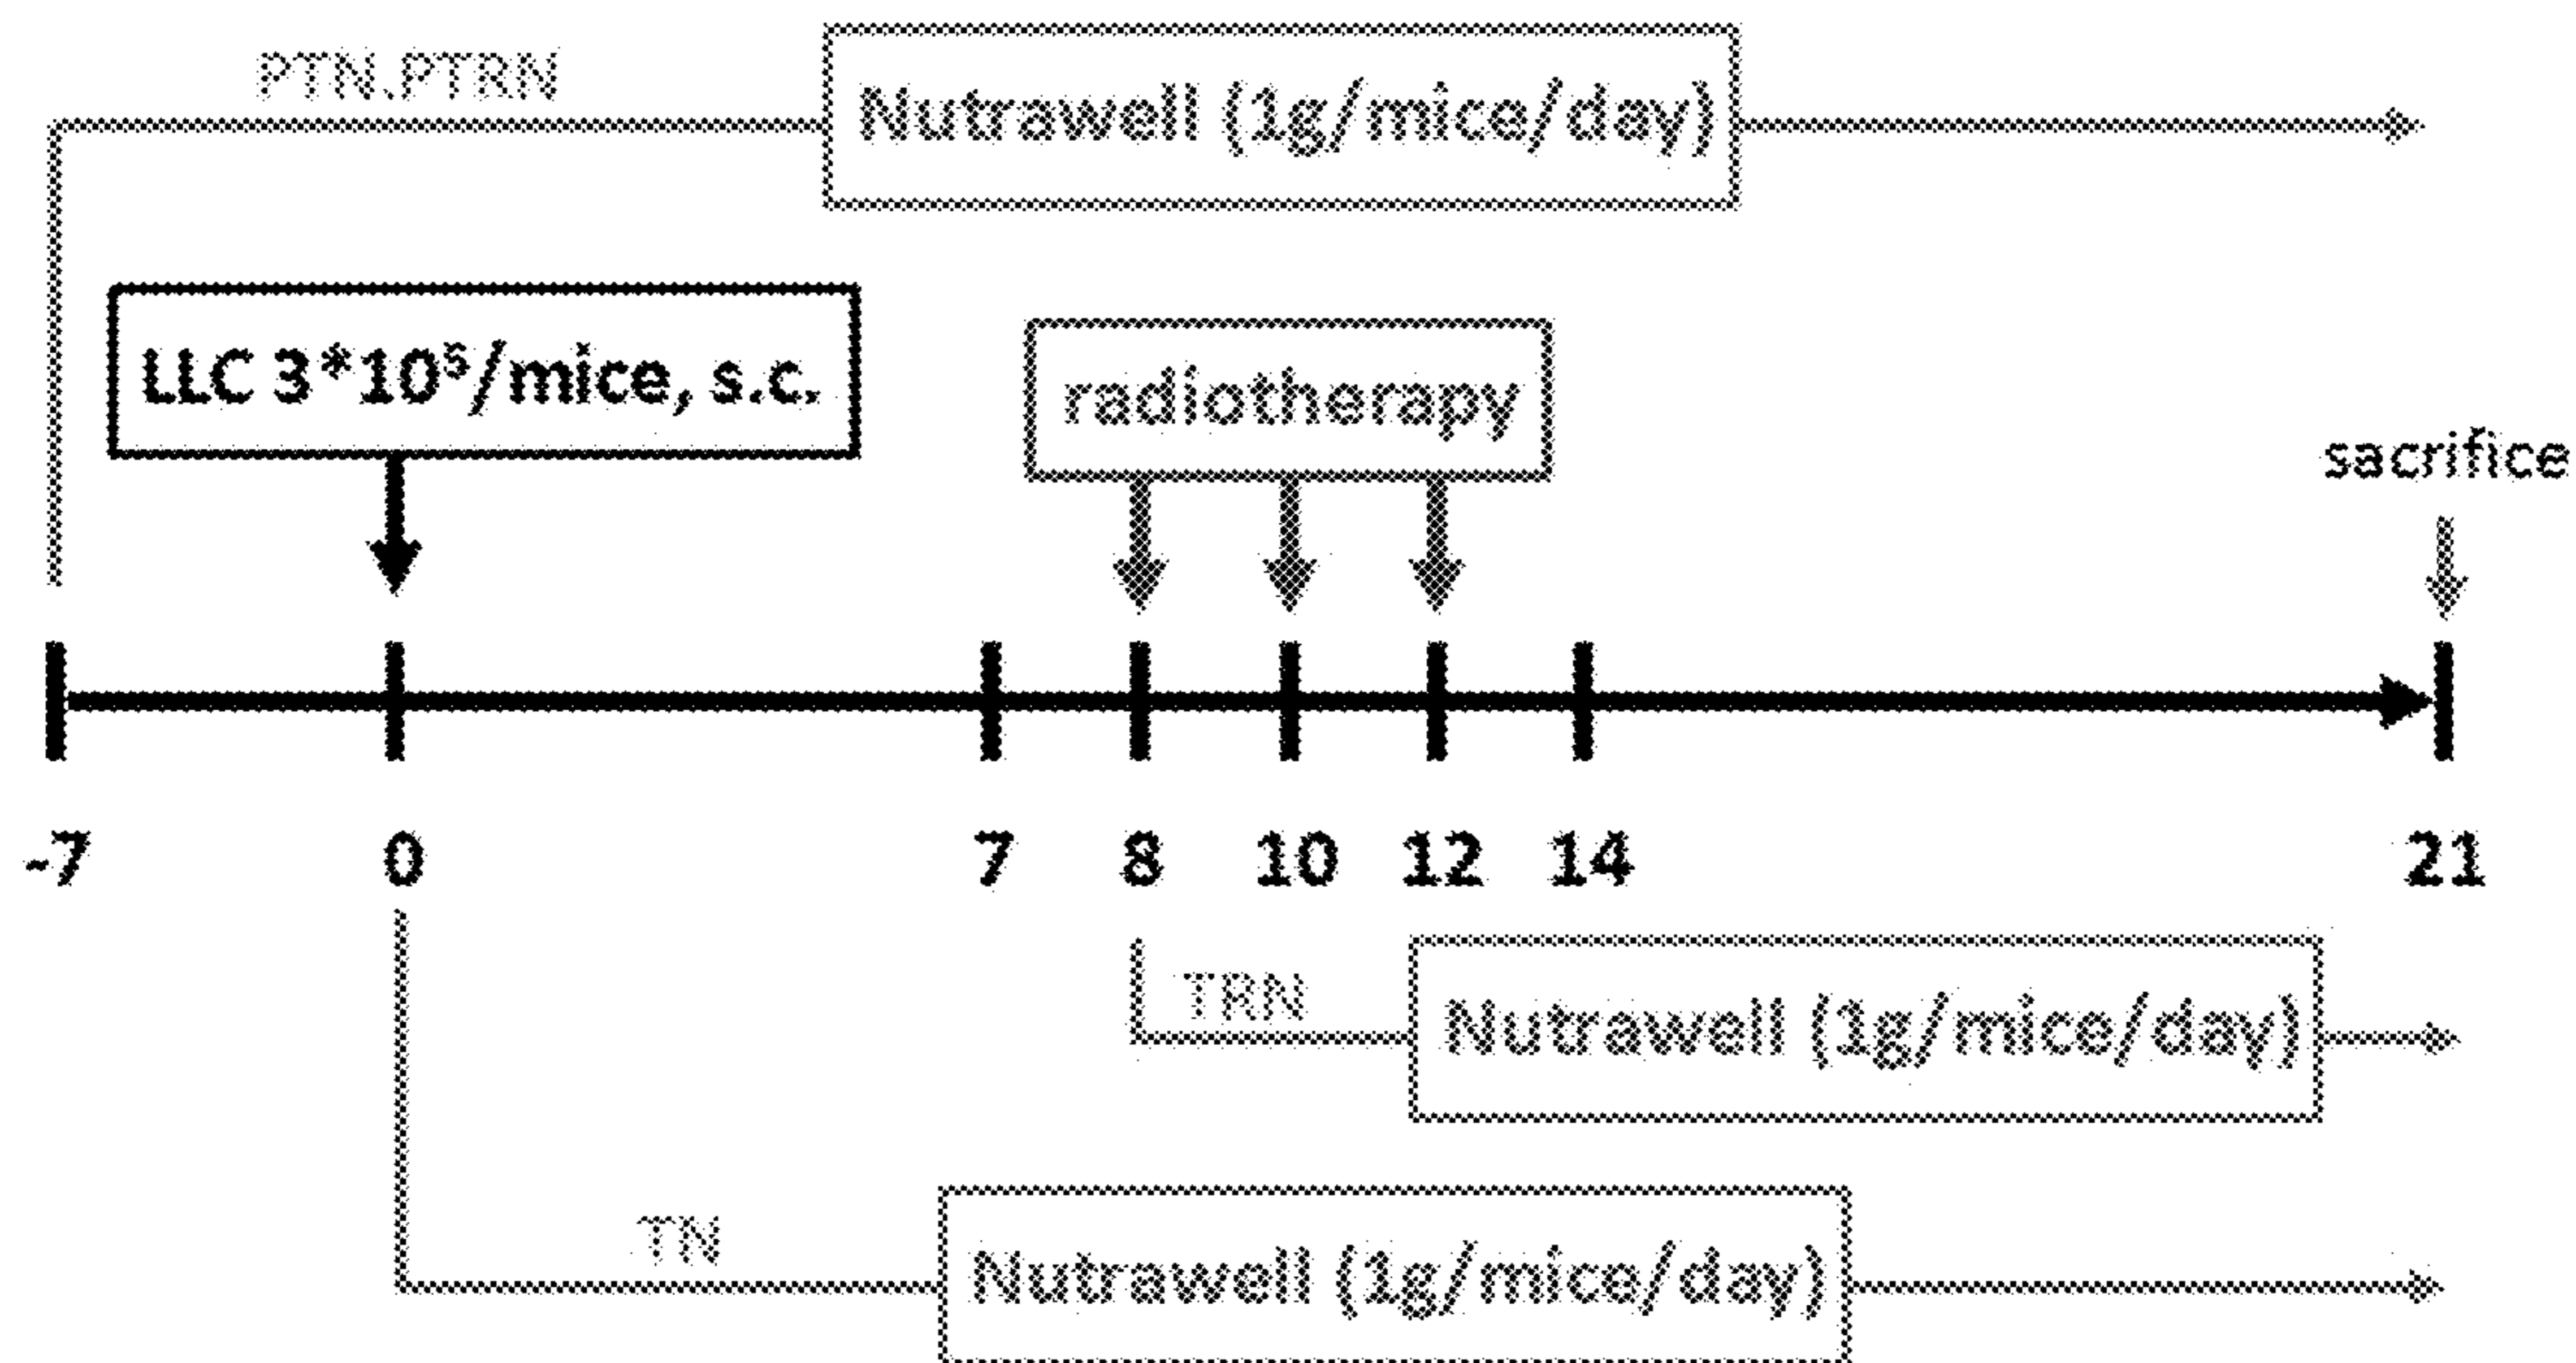 PTN.PTRN
Nutrawell (1g/mice/day)
LLC 3*10⁵/mice, s.c.
radiotherapy
sacrifice
-7 0 7 8 10 12 14 21
TRN
Nutrawell (1g/mice/day)
TN
Nutrawell (1g/mice/day)